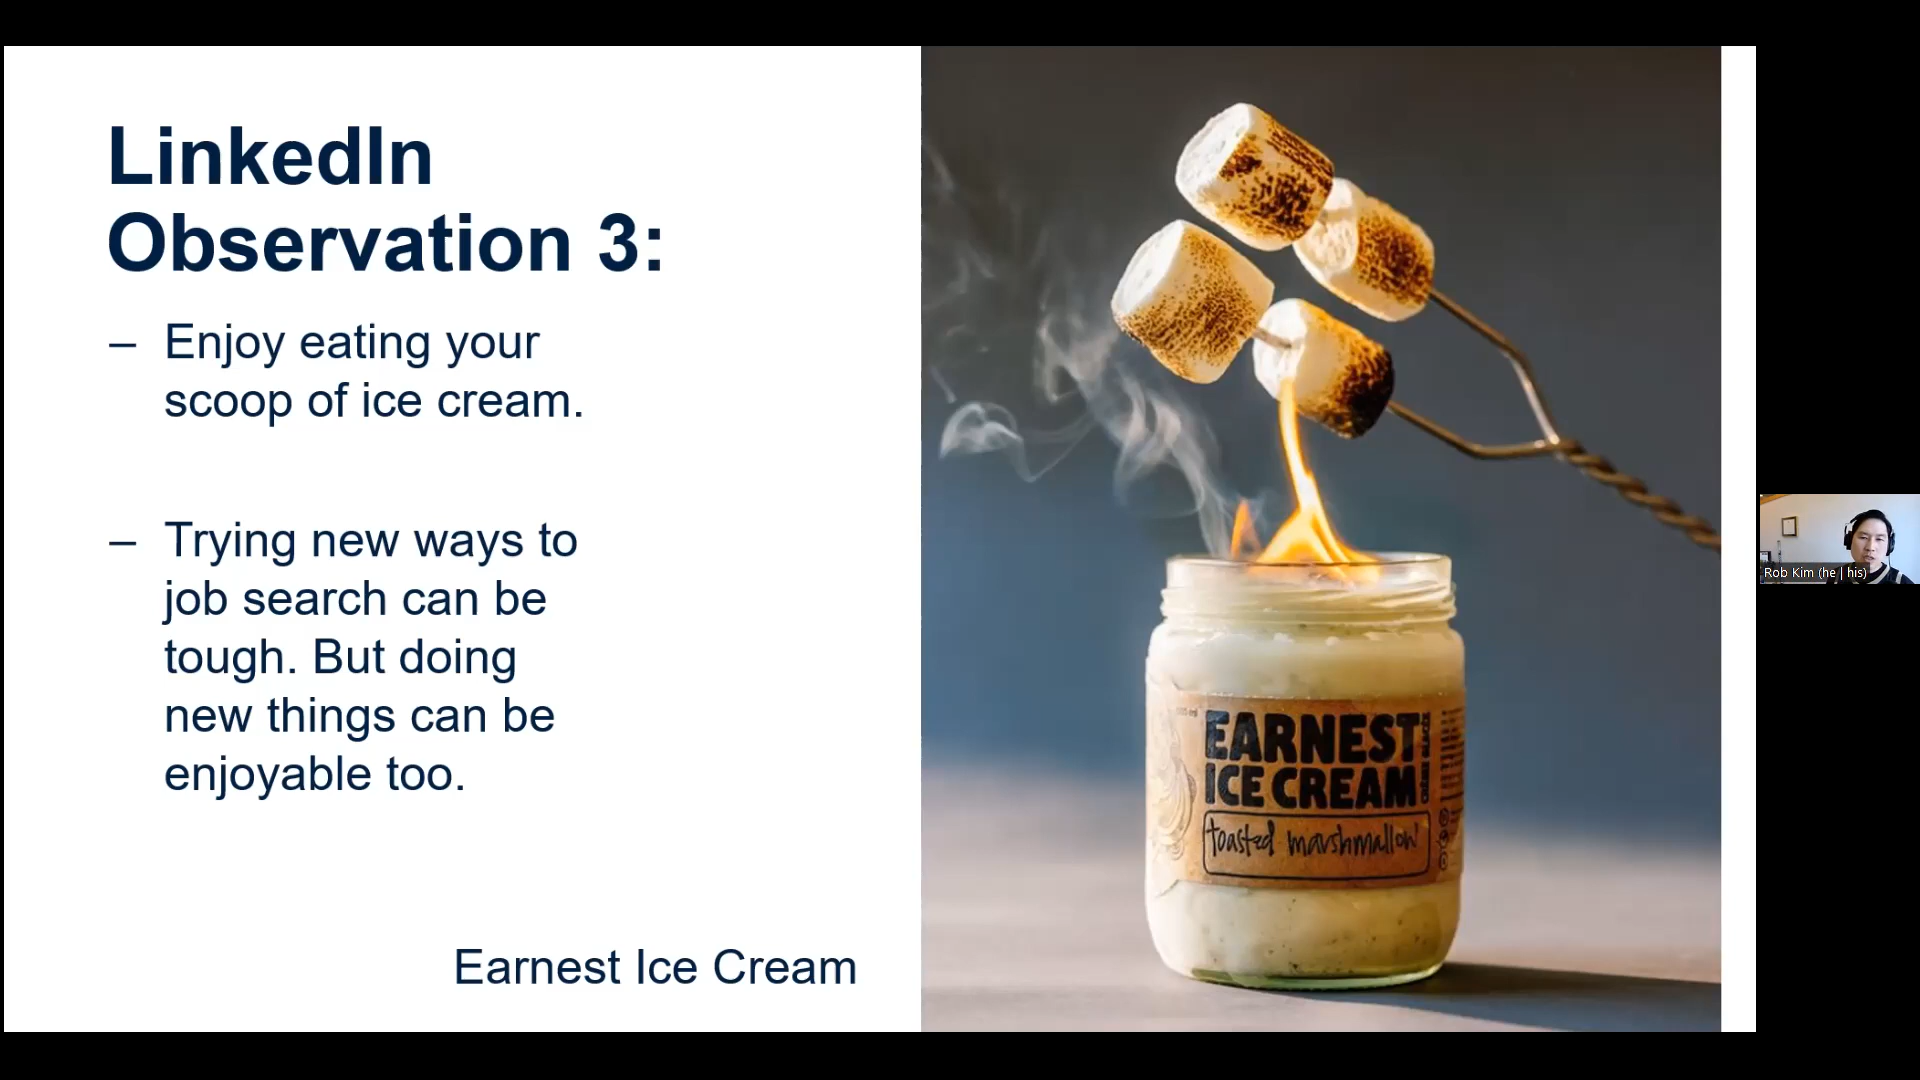 LinkedIn
Observation 3:
– Enjoy eating your
scoop of ice cream.
– Trying new ways to
job search can be
tough. But doing
new things can be
enjoyable too.
Earnest Ice Cream
EARNEST
ICE CREAM
toasted marshmallow
Rob Kim (he | his)